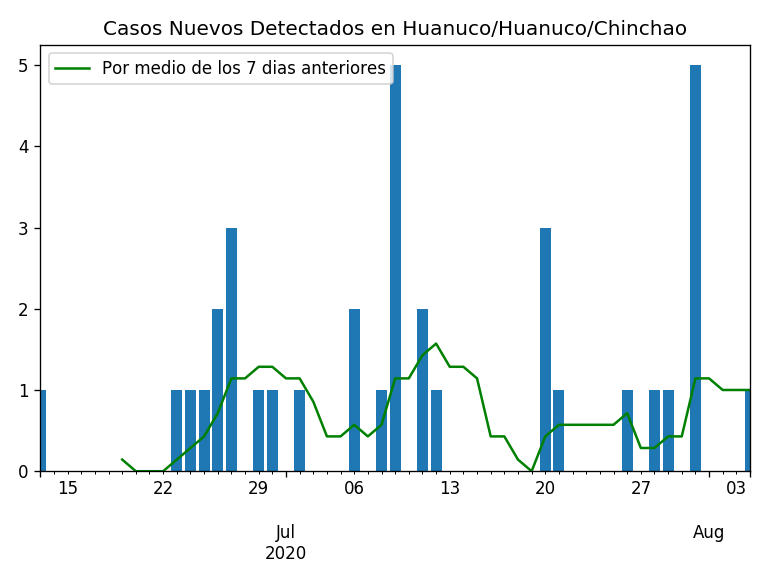 Casos Nuevos Detectados en Huanuco/Huanuco/Chinchao
Por medio de los 7 dias anteriores
5
4
3
2
1
0
15 22 29 06 13 20 27 03
Jul Aug
2020